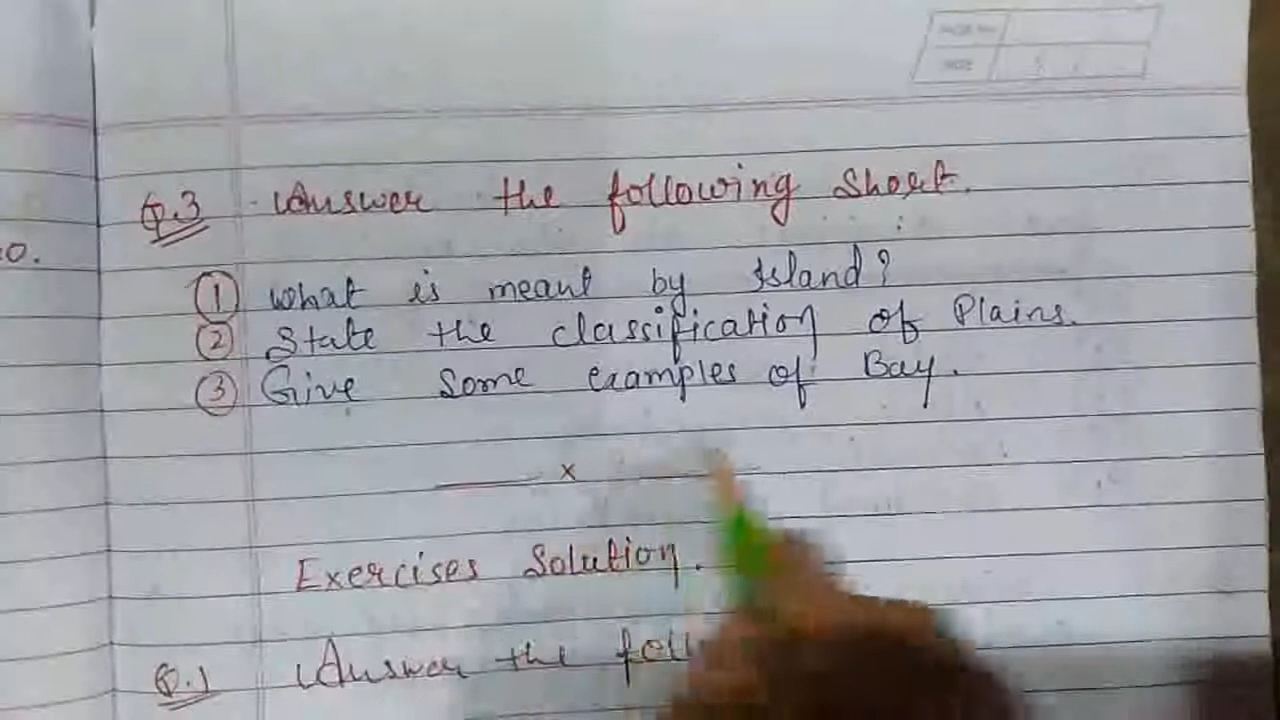 o.
Q.3 Answer the following Short.
① What is meant by Island?
② State the classification of Plains.
③ Give Some examples of Bay.
x
Exercises Solution.
Q.1 Answer the foll